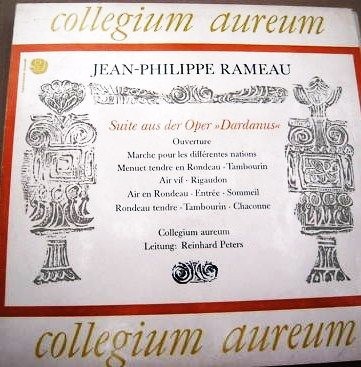 collegium aureum
JEAN-PHILIPPE RAMEAU
Suite aus der Oper »Dardanus«
Ouverture
Marche pour les différentes nations
Menuet tendre en Rondeau · Tambourin
Air vif · Rigaudon
Air en Rondeau · Entrée · Sommeil
Rondeau tendre · Tambourin · Chaconne
Collegium aureum
Leitung: Reinhard Peters
collegium aureum